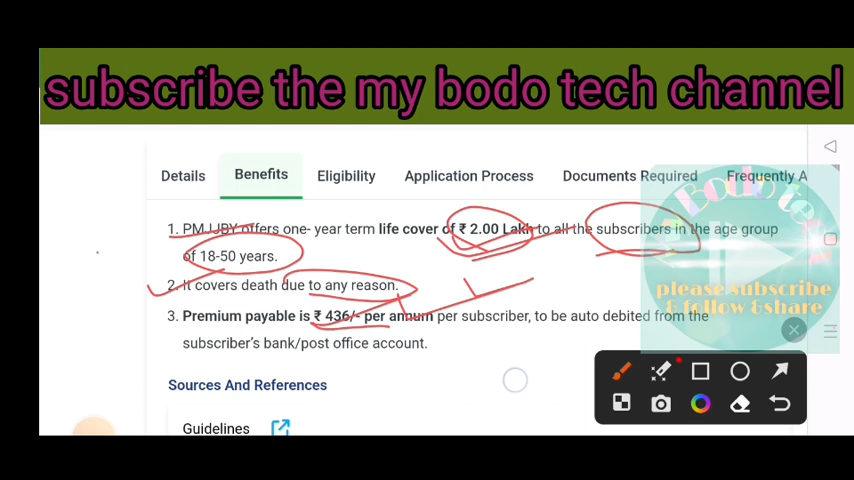 subscribe the my bodo tech channel
Details Benefits Eligibility Application Process Documents Required Frequently A
1. PMJJBY offers one- year term life cover of ₹ 2.00 Lakh to all the subscribers in the age group
of 18-50 years.
2. It covers death due to any reason.
3. Premium payable is ₹ 436/- per annum per subscriber, to be auto debited from the
subscriber's bank/post office account.
Bodo tech
please subscribe
& follow &share
Sources And References
Guidelines